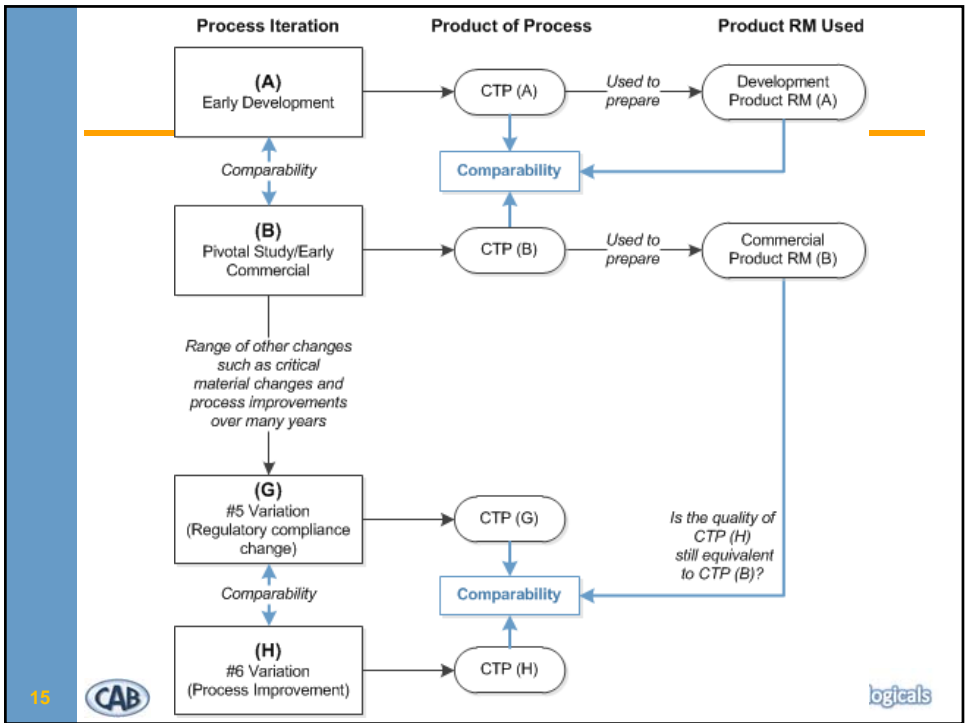 Process Iteration
Product of Process
Product RM Used
(A)
Early Development
CTP (A)
Used to
prepare
Development
Product RM (A)
Comparability
Comparability
(B)
Pivotal Study/Early
Commercial
CTP (B)
Used to
prepare
Commercial
Product RM (B)
Range of other changes
such as critical
material changes and
process improvements
over many years
(G)
#5 Variation
(Regulatory compliance
change)
CTP (G)
Is the quality of
CTP (H)
still equivalent
to CTP (B)?
Comparability
Comparability
(H)
#6 Variation
(Process Improvement)
CTP (H)
15
CAB
ogicals